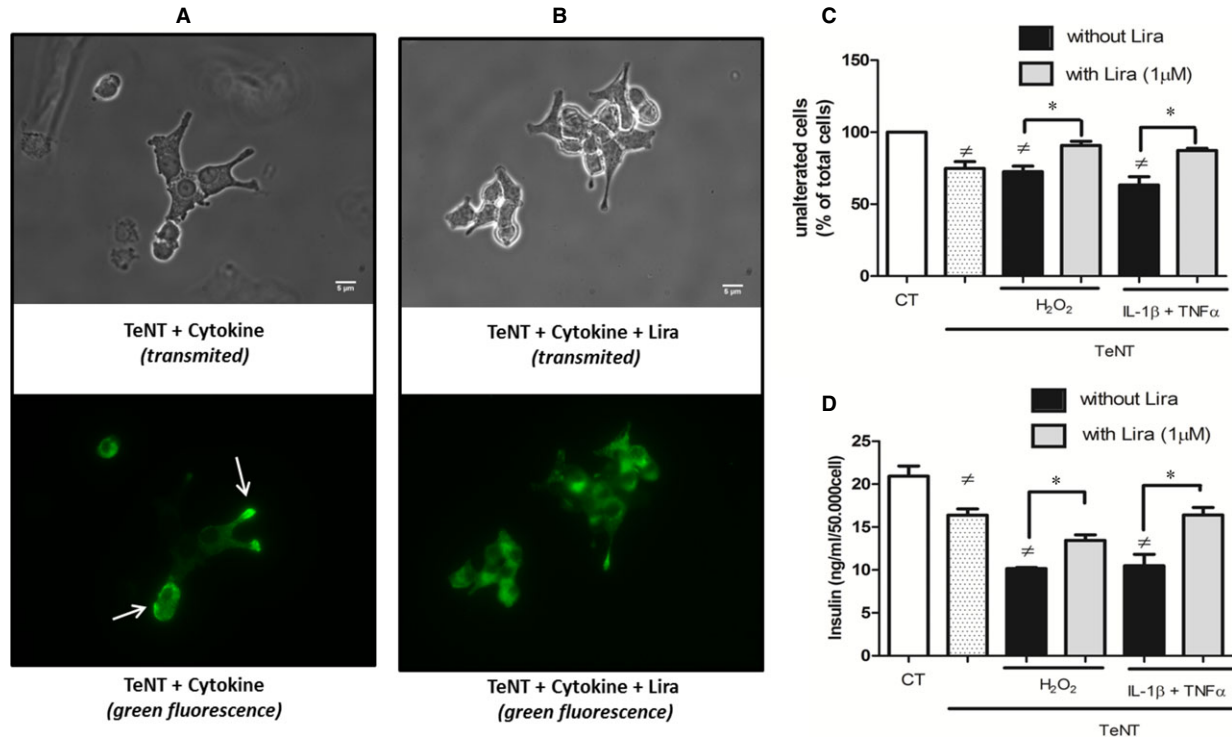 A
5 µm
TeNT + Cytokine
(transmited)
TeNT + Cytokine
(green fluorescence)
B
5 µm
TeNT + Cytokine + Lira
(transmited)
TeNT + Cytokine + Lira
(green fluorescence)
C
without Lira
with Lira (1µM)
unalterated cells
(% of total cells)
150
100
50
0
≠
≠
*
≠
*
CT
H₂O₂
IL-1β + TNFα
TeNT
D
without Lira
with Lira (1µM)
Insulin (ng/ml/50.000cell)
25
20
15
10
5
0
≠
≠
*
≠
*
CT
H₂O₂
IL-1β + TNFα
TeNT